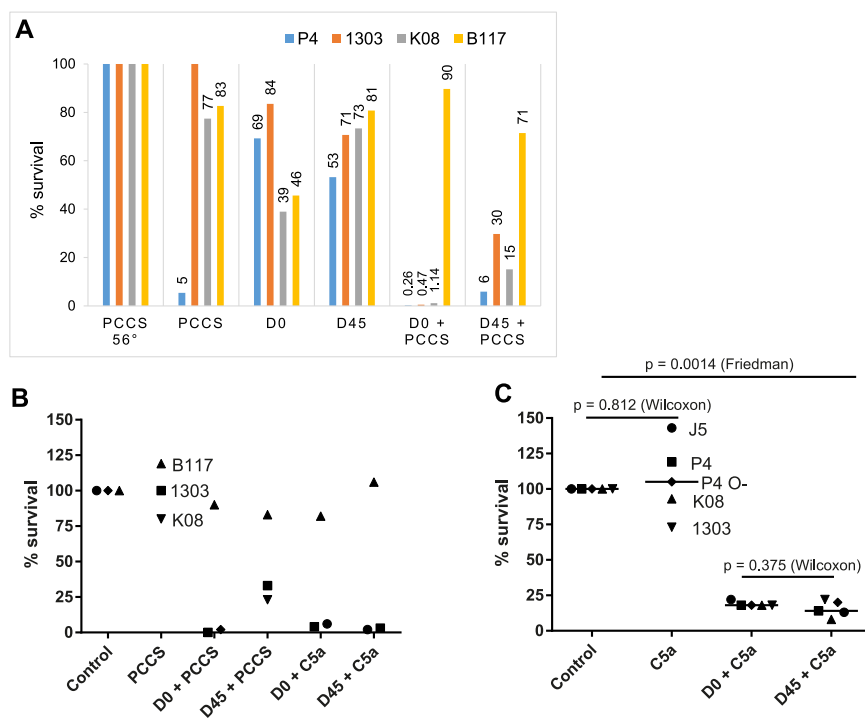 A
P4 1303 K08 B117
100
80
60
40
20
0
% survival
5
77
83
69
84
39
46
53
71
73
81
0.26
0.47
1.14
90
6
30
15
71
PCCS 56°
PCCS
D0
D45
D0 + PCCS
D45 + PCCS
B
150
125
100
75
50
25
0
% survival
B117
1303
K08
Control
PCCS
D0 + PCCS
D45 + PCCS
D0 + C5a
D45 + C5a
C
p = 0.0014 (Friedman)
p = 0.812 (Wilcoxon)
150
125
100
75
50
25
0
% survival
J5
P4
P4 O-
K08
1303
p = 0.375 (Wilcoxon)
Control
C5a
D0 + C5a
D45 + C5a